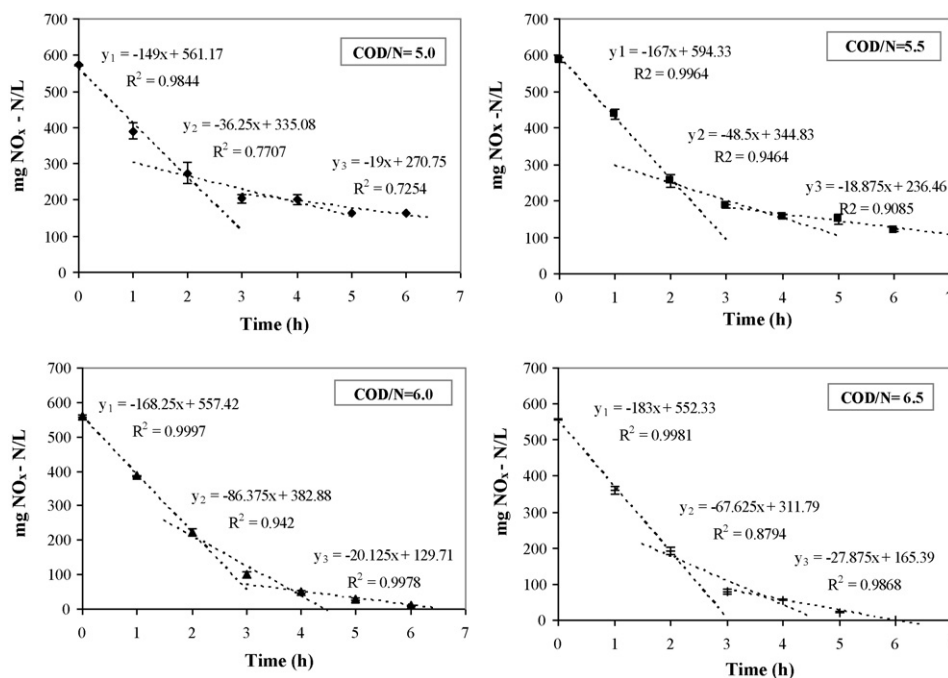 700
600
500
400
300
200
100
0
mg NOₓ - N/L
y₁ = -149x + 561.17
R² = 0.9844
COD/N= 5.0
y₂ = -36.25x + 335.08
R² = 0.7707
y₃ = -19x + 270.75
R² = 0.7254
0 1 2 3 4 5 6 7
Time (h)
700
600
500
400
300
200
100
0
mg NOx -N/L
y1 = -167x + 594.33
R2 = 0.9964
COD/N= 5.5
y2 = -48.5x + 344.83
R2 = 0.9464
y3 = -18.875x + 236.46
R2 = 0.9085
0 1 2 3 4 5 6 7
Time (h)
700
600
500
400
300
200
100
0
mg NOₓ - N/L
y₁ = -168.25x + 557.42
R² = 0.9997
COD/N=6.0
y₂ = -86.375x + 382.88
R² = 0.942
y₃ = -20.125x + 129.71
R² = 0.9978
0 1 2 3 4 5 6 7
Time (h)
700
600
500
400
300
200
100
0
mg NOₓ - N/L
y₁ = -183x + 552.33
R² = 0.9981
COD/N= 6.5
y₂ = -67.625x + 311.79
R² = 0.8794
y₃ = -27.875x + 165.39
R² = 0.9868
0 1 2 3 4 5 6 7
Time (h)